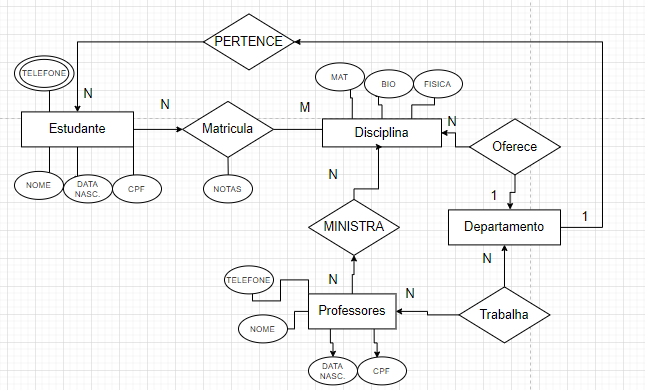 PERTENCE
TELEFONE
MAT
BIO
FISICA
N
N
M
N
Estudante
Matricula
Disciplina
Oferece
NOME
DATA
NASC.
CPF
NOTAS
N
1
1
MINISTRA
Departamento
N
N
TELEFONE
N
Professores
Trabalha
NOME
DATA
NASC.
CPF